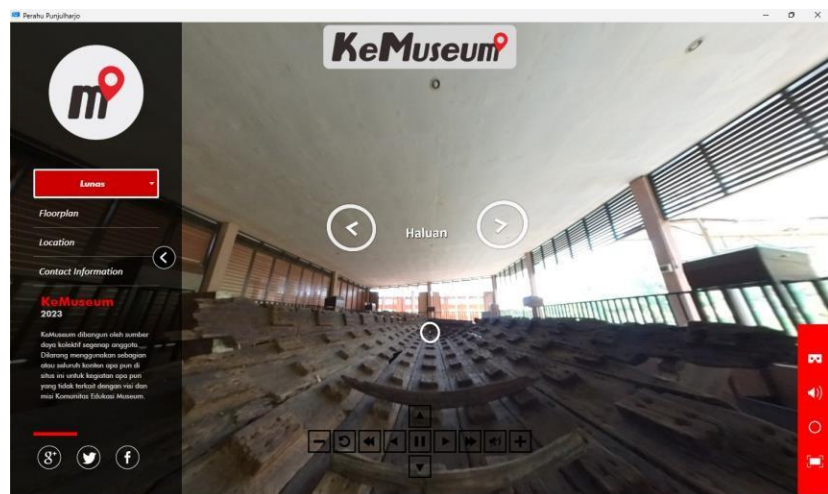 Perahu Punjulharjo
KeMuseum
m
Lunas
Floorplan
Location
Contact Information
Haluan
KeMuseum
2023
KeMuseum dibangun oleh sumber
daya kolektif segenap anggota.
Dilarang menggunakan sebagian
atau seluruh konten apa pun di
situs ini untuk kegiatan apa pun
yang tidak terkait dengan visi dan
misi Komunitas Edukasi Museum.
8+
f